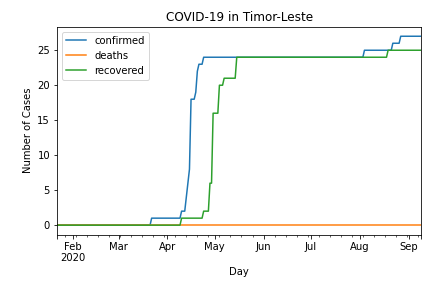 COVID-19 in Timor-Leste
confirmed
deaths
recovered
Number of Cases
25
20
15
10
5
0
Feb Mar Apr May Jun Jul Aug Sep
2020
Day